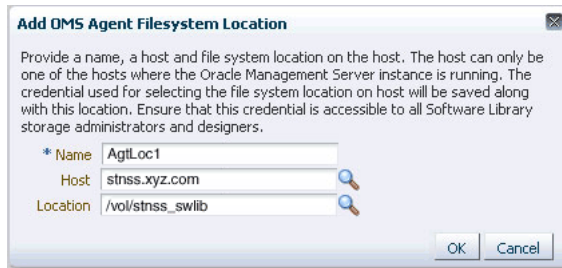 Add OMS Agent Filesystem Location
Provide a name, a host and file system location on the host. The host can only be
one of the hosts where the Oracle Management Server instance is running. The
credential used for selecting the file system location on host will be saved along
with this location. Ensure that this credential is accessible to all Software Library
storage administrators and designers.
* Name AgtLoc1
Host stnss.xyz.com
Location /vol/stnss_swlib
OK Cancel